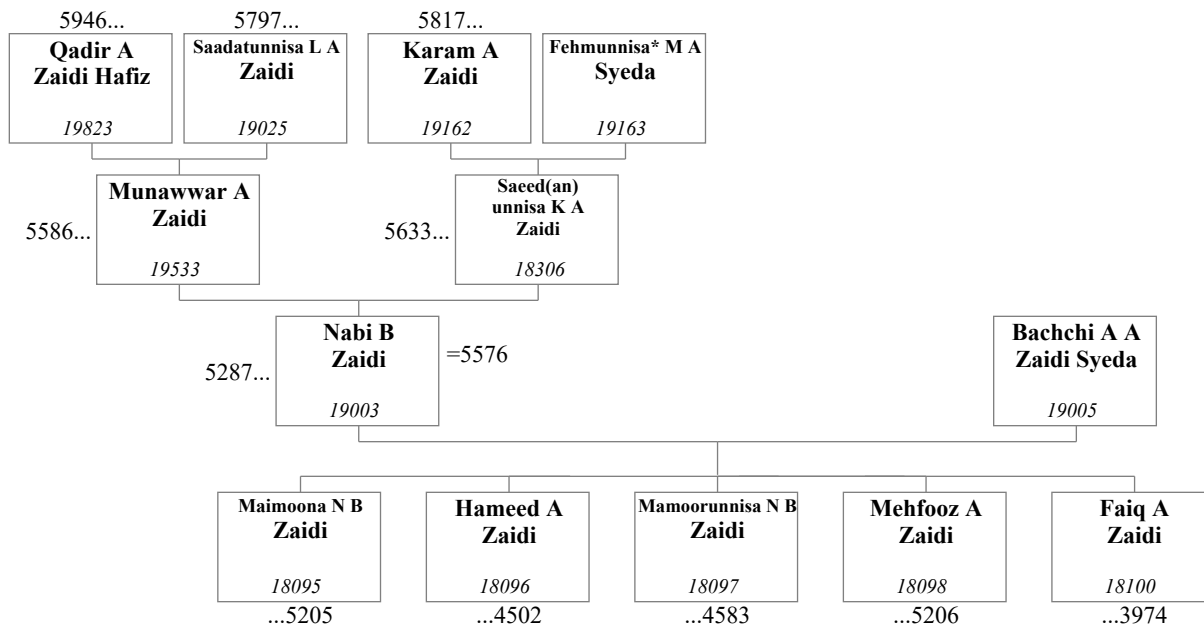 5946...
5797...
5817...
Qadir A
Zaidi Hafiz
19823
Saadatunnisa L A
Zaidi
19025
Karam A
Zaidi
19162
Fehmunnisa* M A
Syeda
19163
5586...
Munawwar A
Zaidi
19533
5633...
Saeed(an)
unnisa K A
Zaidi
18306
5287...
Nabi B
Zaidi
19003
=5576
Bachchi A A
Zaidi Syeda
19005
Maimoona N B
Zaidi
18095
...5205
Hameed A
Zaidi
18096
...4502
Mamoorunnisa N B
Zaidi
18097
...4583
Mehfooz A
Zaidi
18098
...5206
Faiq A
Zaidi
18100
...3974